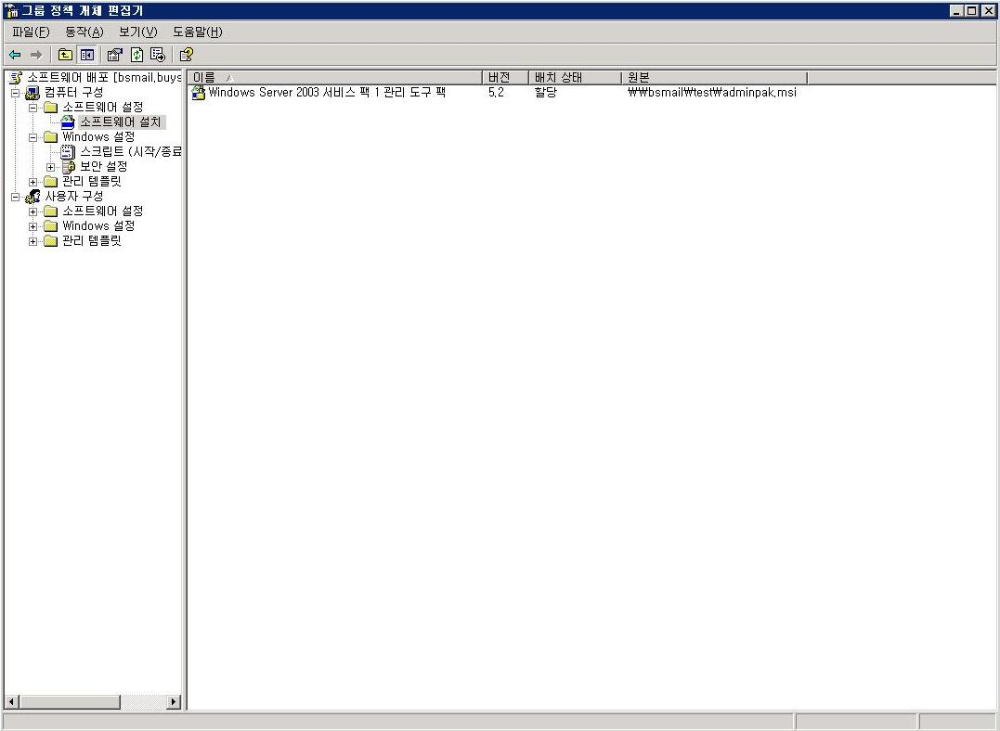 그룹 정책 개체 편집기
파일(F) 동작(A) 보기(V) 도움말(H)
소프트웨어 배포 [bsmail.buys
컴퓨터 구성
소프트웨어 설정
소프트웨어 설치
Windows 설정
스크립트 (시작/종료
보안 설정
관리 템플릿
사용자 구성
소프트웨어 설정
Windows 설정
관리 템플릿
이름 버전 배치 상태 원본
Windows Server 2003 서비스 팩 1 관리 도구 팩 5.2 할당 ₩₩bsmail₩test₩adminpak.msi